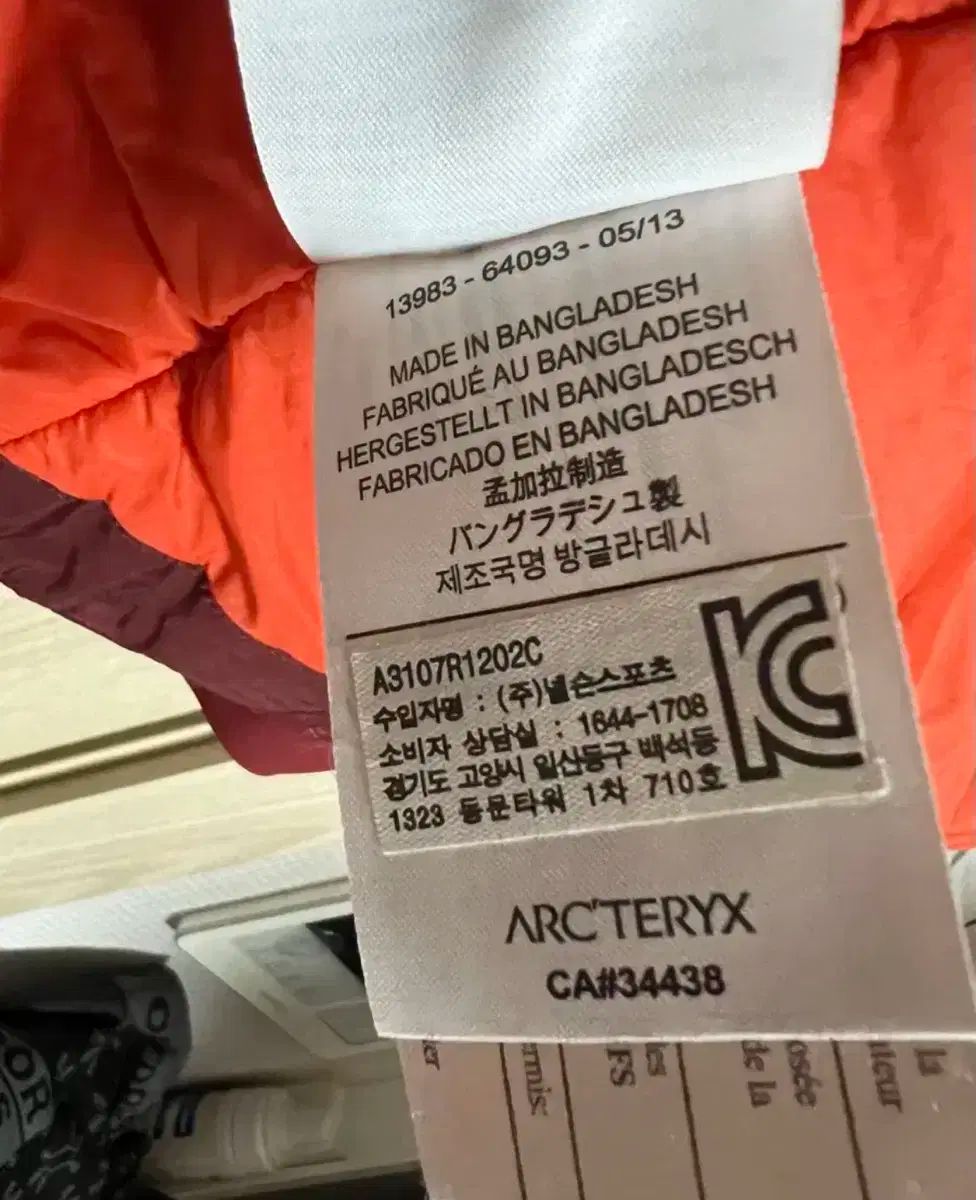 13983 - 64093 - 05/13
MADE IN BANGLADESH
FABRIQUÉ AU BANGLADESH
HERGESTELLT IN BANGLADESCH
FABRICADO EN BANGLADESH
孟加拉制造
バングラデシュ製
제조국명 방글라데시
A3107R1202C
수입자명 : (주)넬슨스포츠
소비자 상담실 : 1644-1708
경기도 고양시 일산동구 백석동
1323 동문타워 1차 710호
ARC'TERYX
CA#34438
de la
la